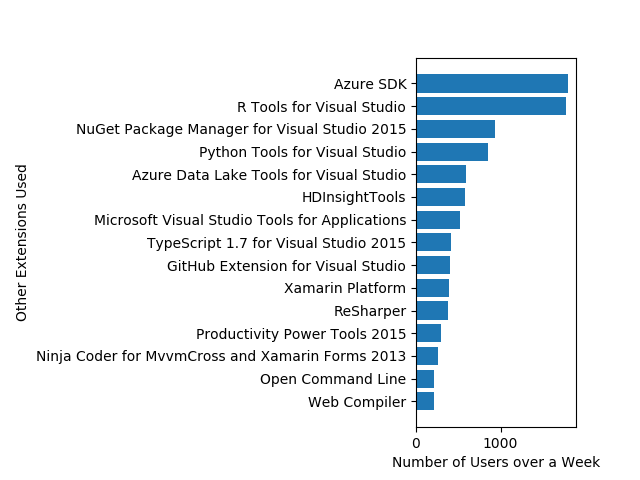 Other Extensions Used
Azure SDK
R Tools for Visual Studio
NuGet Package Manager for Visual Studio 2015
Python Tools for Visual Studio
Azure Data Lake Tools for Visual Studio
HDInsightTools
Microsoft Visual Studio Tools for Applications
TypeScript 1.7 for Visual Studio 2015
GitHub Extension for Visual Studio
Xamarin Platform
ReSharper
Productivity Power Tools 2015
Ninja Coder for MvvmCross and Xamarin Forms 2013
Open Command Line
Web Compiler
0 1000
Number of Users over a Week